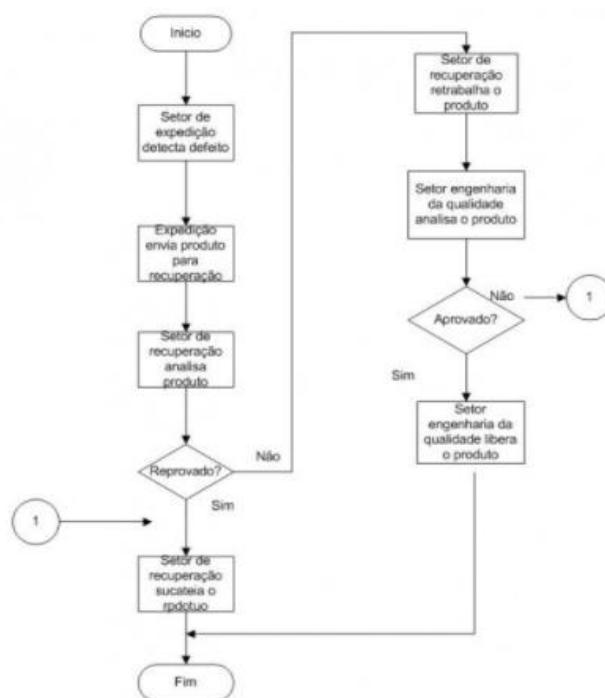 Inicio
Setor de
expedição
detecta defeito
Expedição
envia produto
para
recuperação
Setor de
recuperação
analisa
produto
Reprovado?
Não
Sim
1
Setor de
recuperação
sucateia o
rpdotuo
Fim
Setor de
recuperação
retrabalha o
produto
Setor engenharia
da qualidade
analisa o produto
Aprovado?
Não
1
Sim
Setor
engenharia da
qualidade libera
o produto